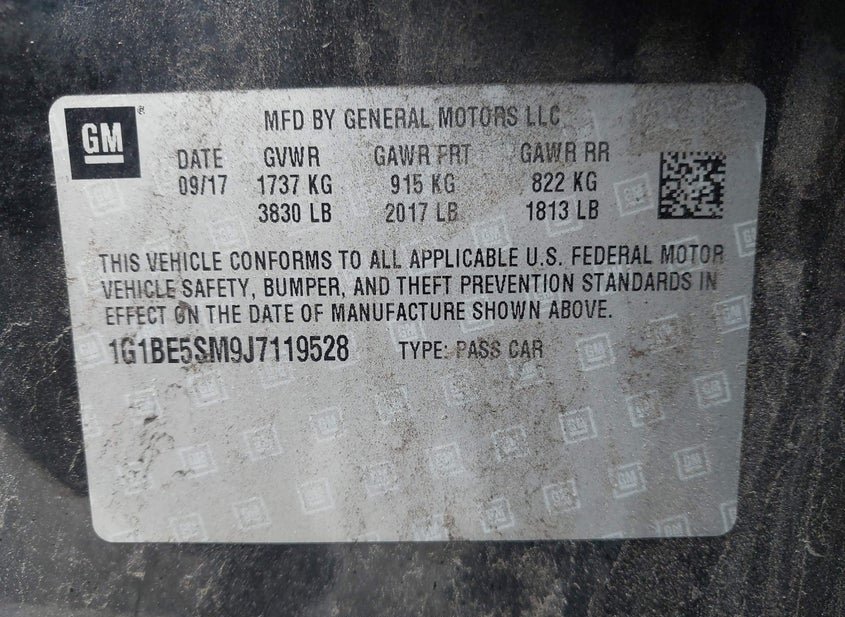 GM ®
MFD BY GENERAL MOTORS LLC
DATE GVWR GAWR FRT GAWR RR
09/17 1737 KG 915 KG 822 KG
3830 LB 2017 LB 1813 LB
THIS VEHICLE CONFORMS TO ALL APPLICABLE U.S. FEDERAL MOTOR
VEHICLE SAFETY, BUMPER, AND THEFT PREVENTION STANDARDS IN
EFFECT ON THE DATE OF MANUFACTURE SHOWN ABOVE.
1G1BE5SM9J7119528 TYPE: PASS CAR